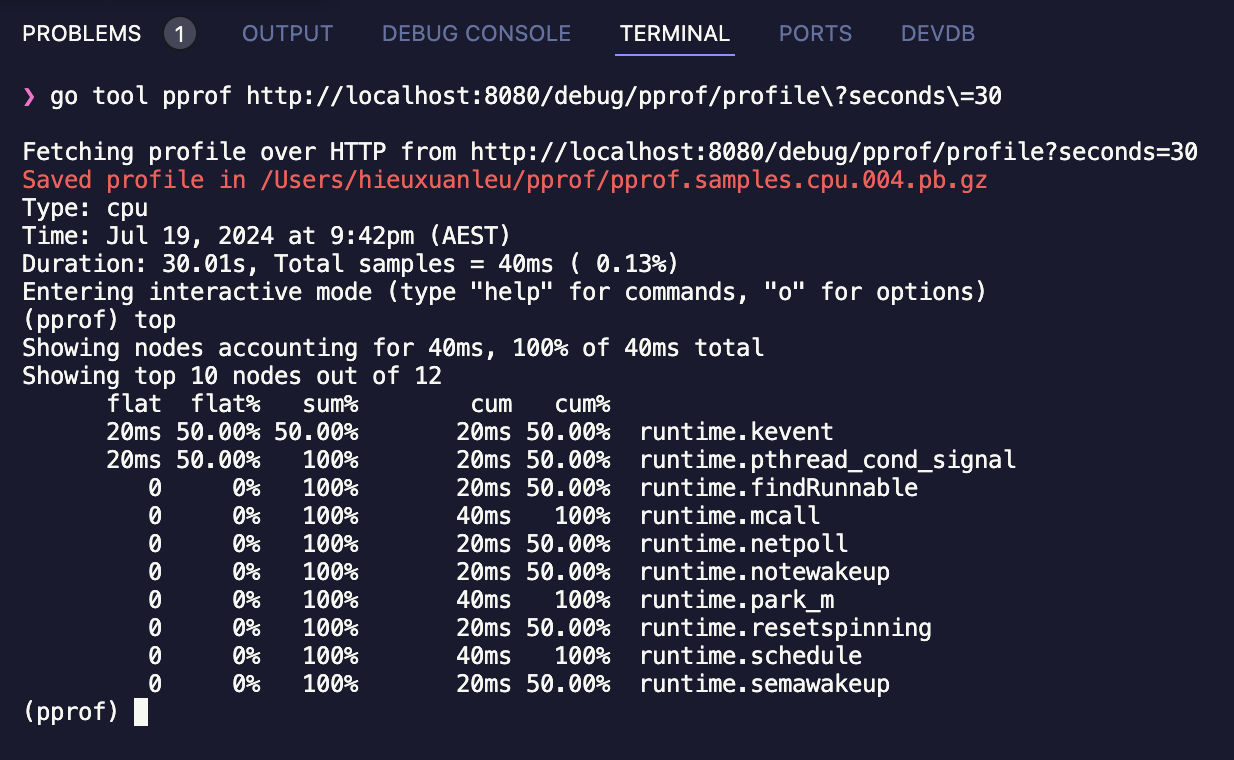 PROBLEMS 1 OUTPUT DEBUG CONSOLE TERMINAL PORTS DEVDB
❯ go tool pprof http://localhost:8080/debug/pprof/profile\?seconds\=30
Fetching profile over HTTP from http://localhost:8080/debug/pprof/profile?seconds=30
Saved profile in /Users/hieuxuanleu/pprof/pprof.samples.cpu.004.pb.gz
Type: cpu
Time: Jul 19, 2024 at 9:42pm (AEST)
Duration: 30.01s, Total samples = 40ms ( 0.13%)
Entering interactive mode (type "help" for commands, "o" for options)
(pprof) top
Showing nodes accounting for 40ms, 100% of 40ms total
Showing top 10 nodes out of 12
      flat  flat%   sum%        cum   cum%
      20ms 50.00% 50.00%       20ms 50.00%  runtime.kevent
      20ms 50.00%   100%       20ms 50.00%  runtime.pthread_cond_signal
         0     0%   100%       20ms 50.00%  runtime.findRunnable
         0     0%   100%       40ms   100%  runtime.mcall
         0     0%   100%       20ms 50.00%  runtime.netpoll
         0     0%   100%       20ms 50.00%  runtime.notewakeup
         0     0%   100%       40ms   100%  runtime.park_m
         0     0%   100%       20ms 50.00%  runtime.resetspinning
         0     0%   100%       40ms   100%  runtime.schedule
         0     0%   100%       20ms 50.00%  runtime.semawakeup
(pprof)